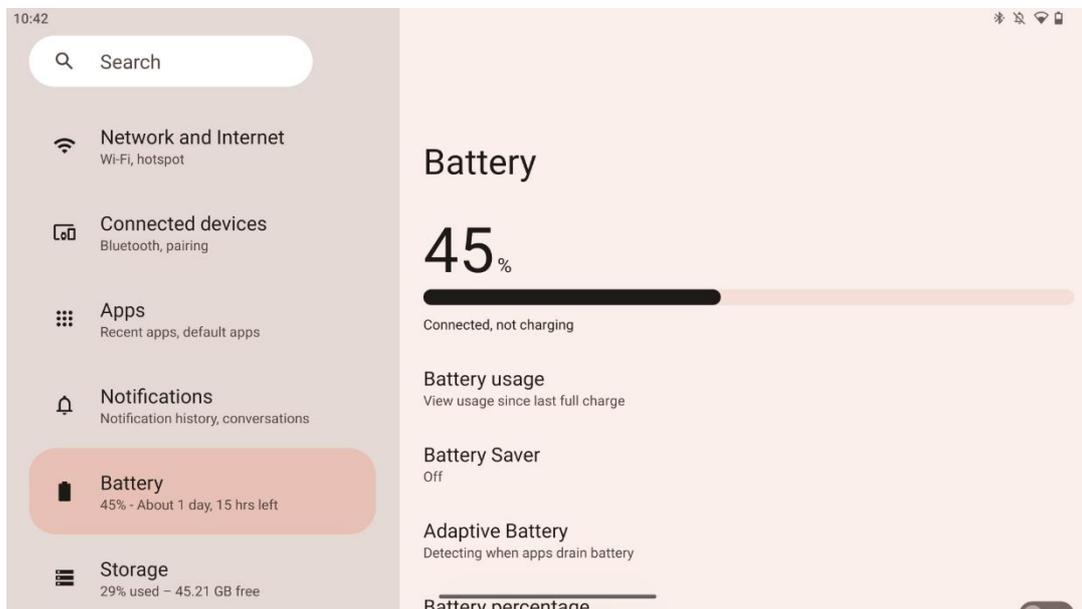 10:42
Search
Network and Internet
Wi-Fi, hotspot
Connected devices
Bluetooth, pairing
Apps
Recent apps, default apps
Notifications
Notification history, conversations
Battery
45% - About 1 day, 15 hrs left
Storage
29% used – 45.21 GB free
Battery
45%
Connected, not charging
Battery usage
View usage since last full charge
Battery Saver
Off
Adaptive Battery
Detecting when apps drain battery
Battery percentage